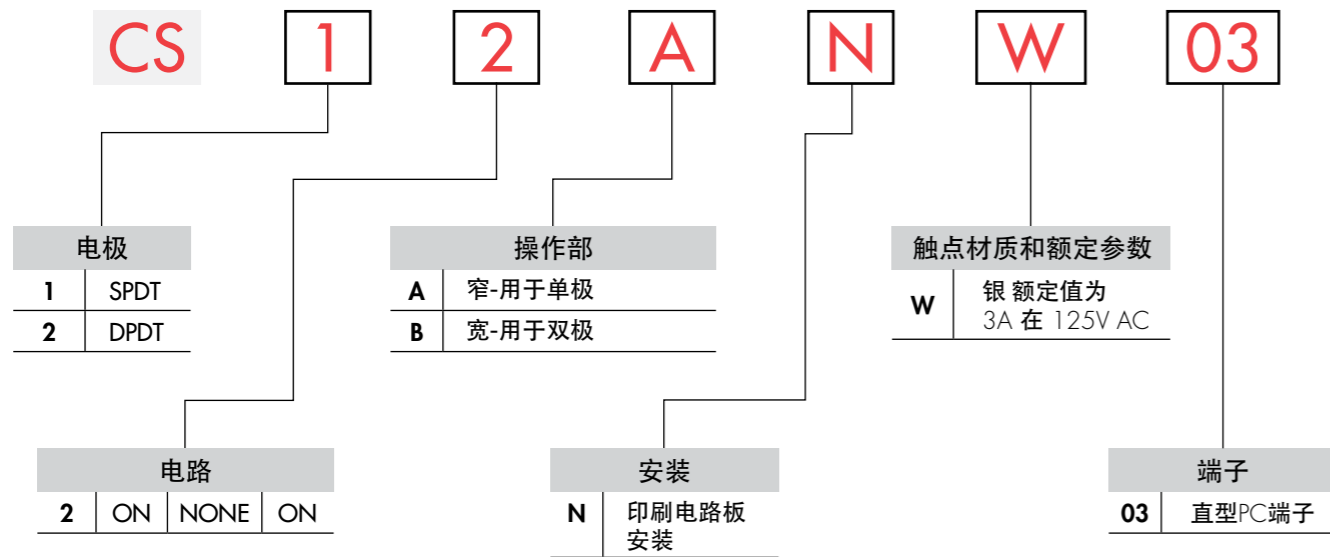 CS 1 2 A N W 03
电极
1 SPDT
2 DPDT
操作部
A 窄-用于单极
B 宽-用于双极
触点材质和额定参数
W 银 额定值为
3A 在 125V AC
电路
2 ON NONE ON
安装
N 印刷电路板
安装
端子
03 直型PC端子